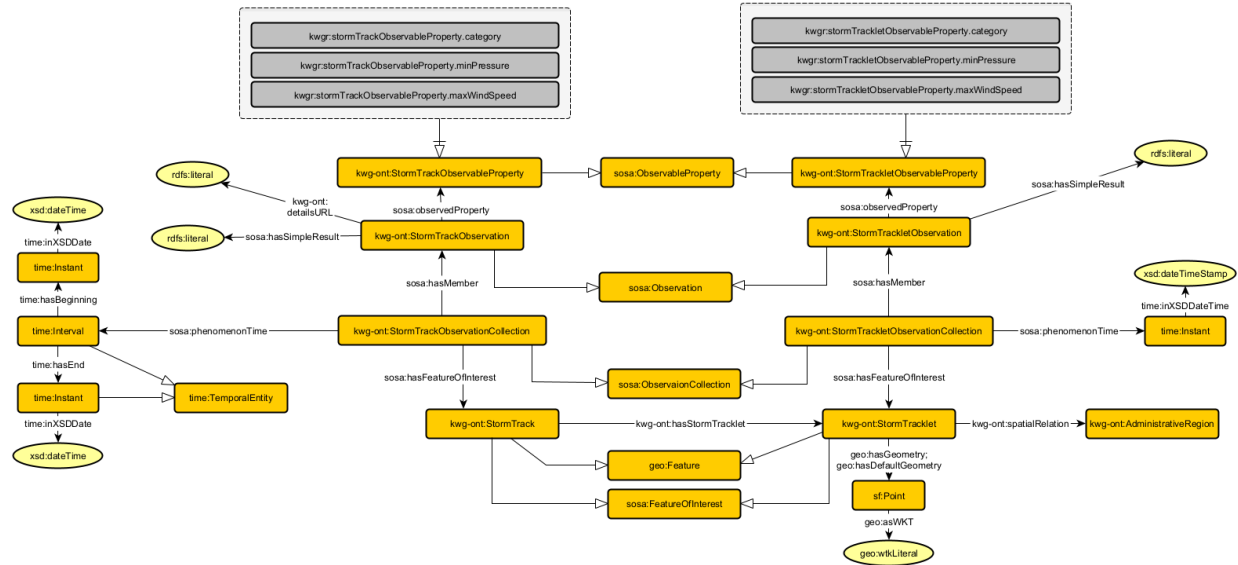 kwgr:stormTrackObservableProperty.category
kwgr:stormTrackObservableProperty.minPressure
kwgr:stormTrackObservableProperty.maxWindSpeed
kwgr:stormTrackletObservableProperty.category
kwgr:stormTrackletObservableProperty.minPressure
kwgr:stormTrackletObservableProperty.maxWindSpeed
rdfs:literal
kwg-ont:StormTrackObservableProperty
sosa:ObservableProperty
kwg-ont:StormTrackletObservableProperty
rdfs:literal
kwg-ont:
detailsURL
sosa:observedProperty
sosa:observedProperty
sosa:hasSimpleResult
xsd:dateTime
time:inXSDDate
rdfs:literal
sosa:hasSimpleResult
kwg-ont:StormTrackObservation
kwg-ont:StormTrackletObservation
time:Instant
time:hasBeginning
sosa:hasMember
sosa:Observation
sosa:hasMember
xsd:dateTimeStamp
time:inXSDDateTime
time:Interval
sosa:phenomenonTime
kwg-ont:StormTrackObservationCollection
kwg-ont:StormTrackletObservationCollection
sosa:phenomenonTime
time:Instant
time:hasEnd
sosa:hasFeatureOfInterest
sosa:ObservaionCollection
sosa:hasFeatureOfInterest
time:Instant
time:TemporalEntity
time:inXSDDate
xsd:dateTime
kwg-ont:StormTrack
kwg-ont:hasStormTracklet
kwg-ont:StormTracklet
kwg-ont:spatialRelation
kwg-ont:AdministrativeRegion
geo:Feature
geo:hasGeometry;
geo:hasDefaultGeometry
sosa:FeatureOfInterest
sf:Point
geo:asWKT
geo:wtkLiteral